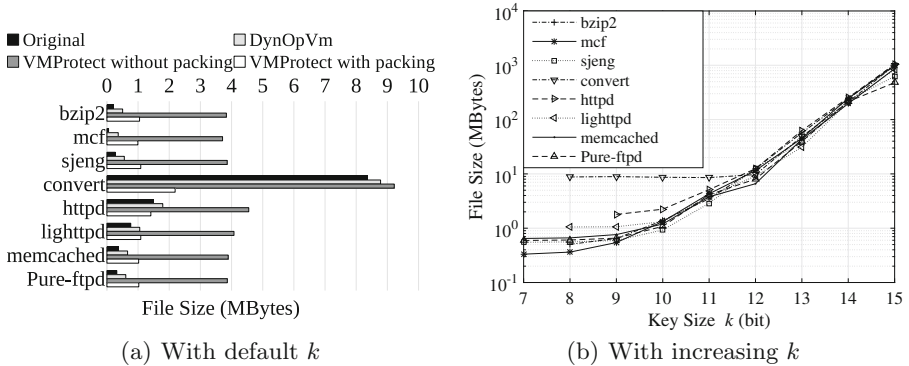 Original
DynOpVm
VMProtect without packing
VMProtect with packing
0 1 2 3 4 5 6 7 8 9 10
bzip2
mcf
sjeng
convert
httpd
lighttpd
memcached
Pure-ftpd
File Size (MBytes)
(a) With default k
bzip2
mcf
sjeng
convert
httpd
lighttpd
memcached
Pure-ftpd
File Size (MBytes)
10^4
10^3
10^2
10^1
10^0
10^-1
7 8 9 10 11 12 13 14 15
Key Size k (bit)
(b) With increasing k